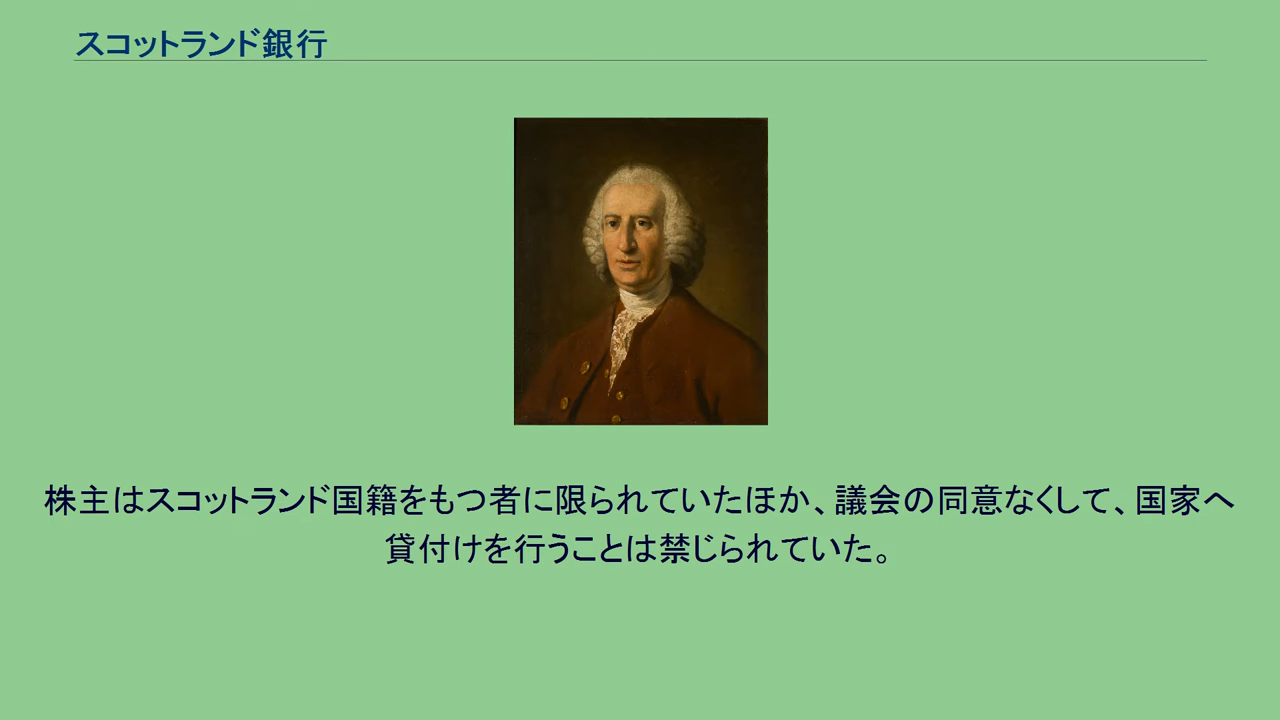 スコットランド銀行
株主はスコットランド国籍をもつ者に限られていたほか、議会の同意なくして、国家へ
貸付けを行うことは禁じられていた。